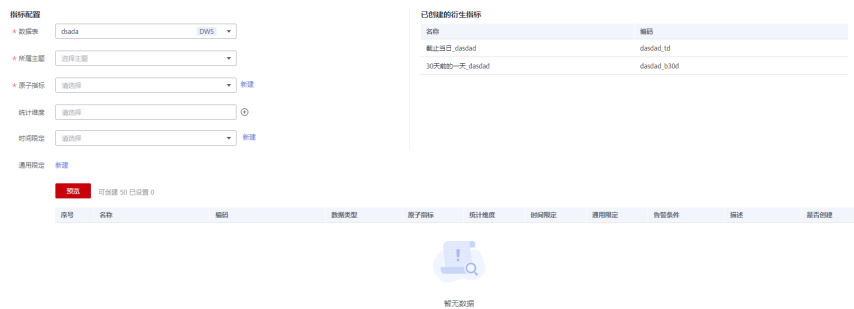 指标配置
* 数据表 dsada DWS
* 所属主题 选择主题
* 原子指标 请选择 新建
统计维度 请选择
时间限定 请选择 新建
通用限定 新建
已创建的衍生指标
名称 编码
截止当日_dasdad dasdad_td
30天前的一天_dasdad dasdad_b30d
预览 可创建 50 已设置 0
序号 名称 编码 数据类型 原子指标 统计维度 时间限定 通用限定 告警条件 描述 是否创建
暂无数据